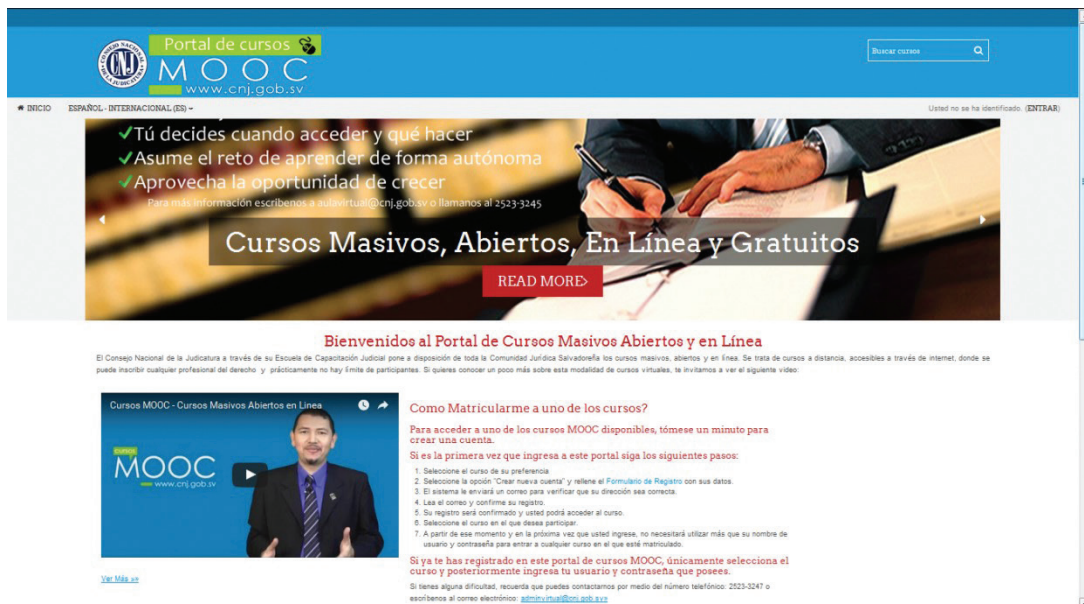 CONSEJO NACIONAL
DE LA JUDICATURA
CNJ
Portal de cursos
MOOC
www.cnj.gob.sv
Buscar cursos
INICIO ESPAÑOL - INTERNACIONAL (ES)
Usted no se ha identificado. (ENTRAR)
✓Tú decides cuando acceder y qué hacer
✓Asume el reto de aprender de forma autónoma
✓Aprovecha la oportunidad de crecer
Para más información escribenos a aulavirtual@cnj.gob.sv o llamanos al 2523-3245
Cursos Masivos, Abiertos, En Línea y Gratuitos
READ MORE>
Bienvenidos al Portal de Cursos Masivos Abiertos y en Línea
El Consejo Nacional de la Judicatura a través de su Escuela de Capacitación Judicial pone a disposición de toda la Comunidad Jurídica Salvadoreña los cursos masivos, abiertos y en línea. Se trata de cursos a distancia, accesibles a través de internet, donde se
puede inscribir cualquier profesional del derecho y prácticamente no hay límite de participantes. Si quieres conocer un poco más sobre esta modalidad de cursos virtuales, te invitamos a ver el siguiente video:
Cursos MOOC - Cursos Masivos Abiertos en Linea
CURSOS
MOOC
www.cnj.gob.sv
Ver Más »»
Como Matricularme a uno de los cursos?
Para acceder a uno de los cursos MOOC disponibles, tómese un minuto para
crear una cuenta.
Si es la primera vez que ingresa a este portal siga los siguientes pasos:
1. Seleccione el curso de su preferencia
2. Seleccione la opción "Crear nueva cuenta" y rellene el Formulario de Registro con sus datos.
3. El sistema le enviará un correo para verificar que su dirección sea correcta.
4. Lea el correo y confirme su registro.
5. Su registro será confirmado y usted podrá acceder al curso.
6. Seleccione el curso en el que desea participar.
7. A partir de ese momento y en la próxima vez que usted ingrese, no necesitará utilizar más que su nombre de
usuario y contraseña para entrar a cualquier curso en el que esté matriculado.
Si ya te has registrado en este portal de cursos MOOC, únicamente selecciona el
curso y posteriormente ingresa tu usuario y contraseña que posees.
Si tienes alguna dificultad, recuerda que puedes contactarnos por medio del número telefónico: 2523-3247 o
escríbenos al correo electrónico: adminvirtual@cnj.gob.sv»